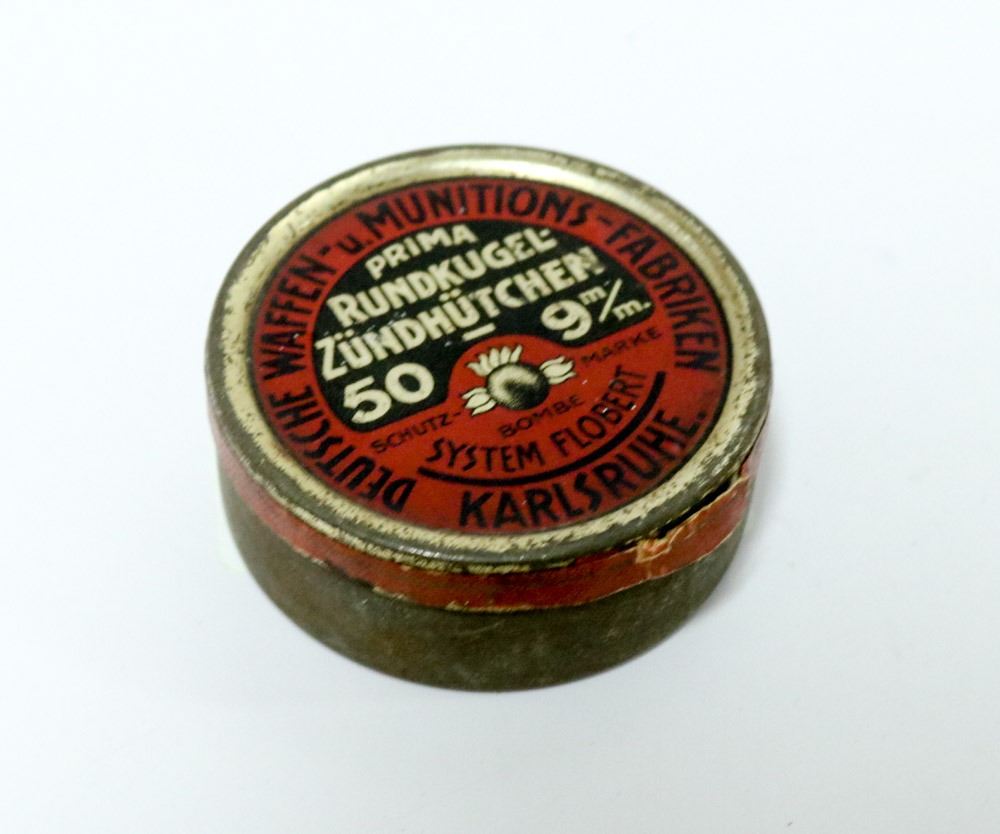 DEUTSCHE WAFFEN-u. MUNITIONS-FABRIKEN
KARLSRUHE.
PRIMA
RUNDKUGEL-
ZÜNDHÜTCHEN
50 9 m/m.
SCHUTZ- MARKE
BOMBE
SYSTEM FLOBERT